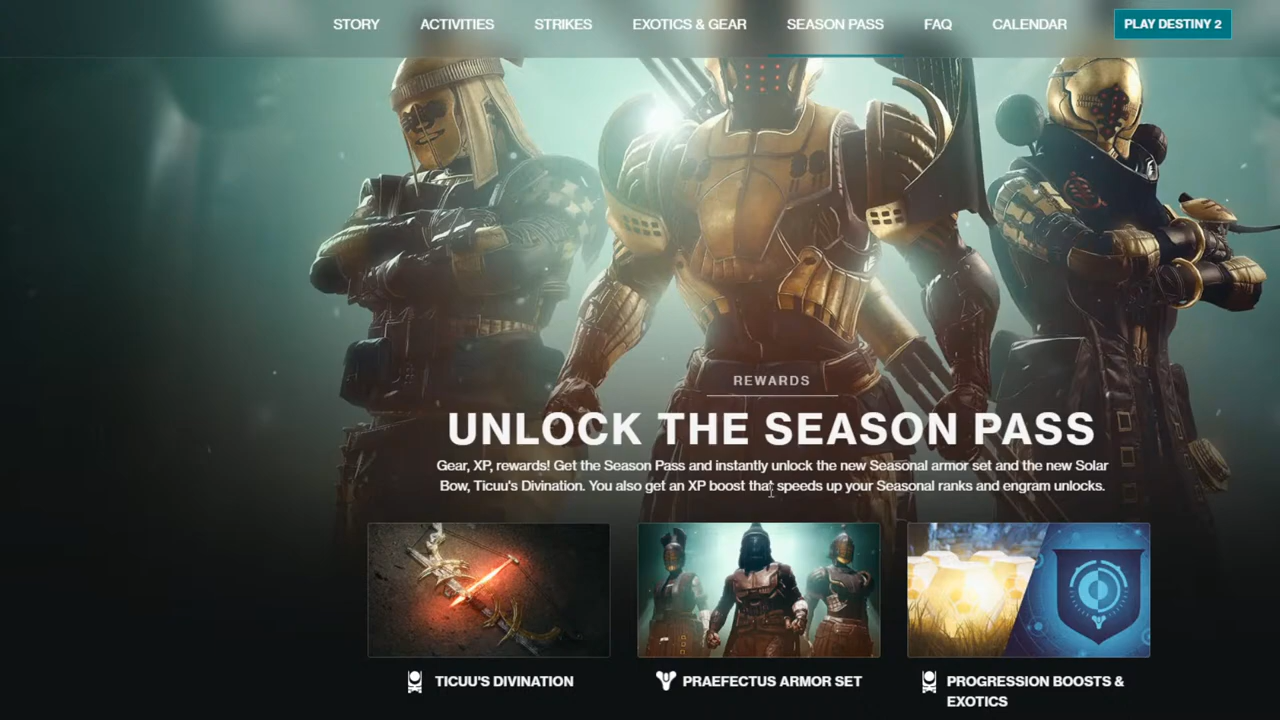 STORY ACTIVITIES STRIKES EXOTICS & GEAR SEASON PASS FAQ CALENDAR PLAY DESTINY 2
REWARDS
UNLOCK THE SEASON PASS
Gear, XP, rewards! Get the Season Pass and instantly unlock the new Seasonal armor set and the new Solar
Bow, Ticuu's Divination. You also get an XP boost that speeds up your Seasonal ranks and engram unlocks.
TICUU'S DIVINATION
PRAEFECTUS ARMOR SET
PROGRESSION BOOSTS &
EXOTICS